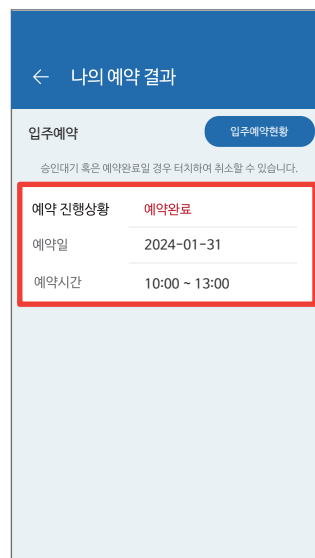 ← 나의 예약 결과
입주예약 입주예약현황
승인대기 혹은 예약완료일 경우 터치하여 취소할 수 있습니다.
예약 진행상황 예약완료
예약일 2024-01-31
예약시간 10:00 ~ 13:00